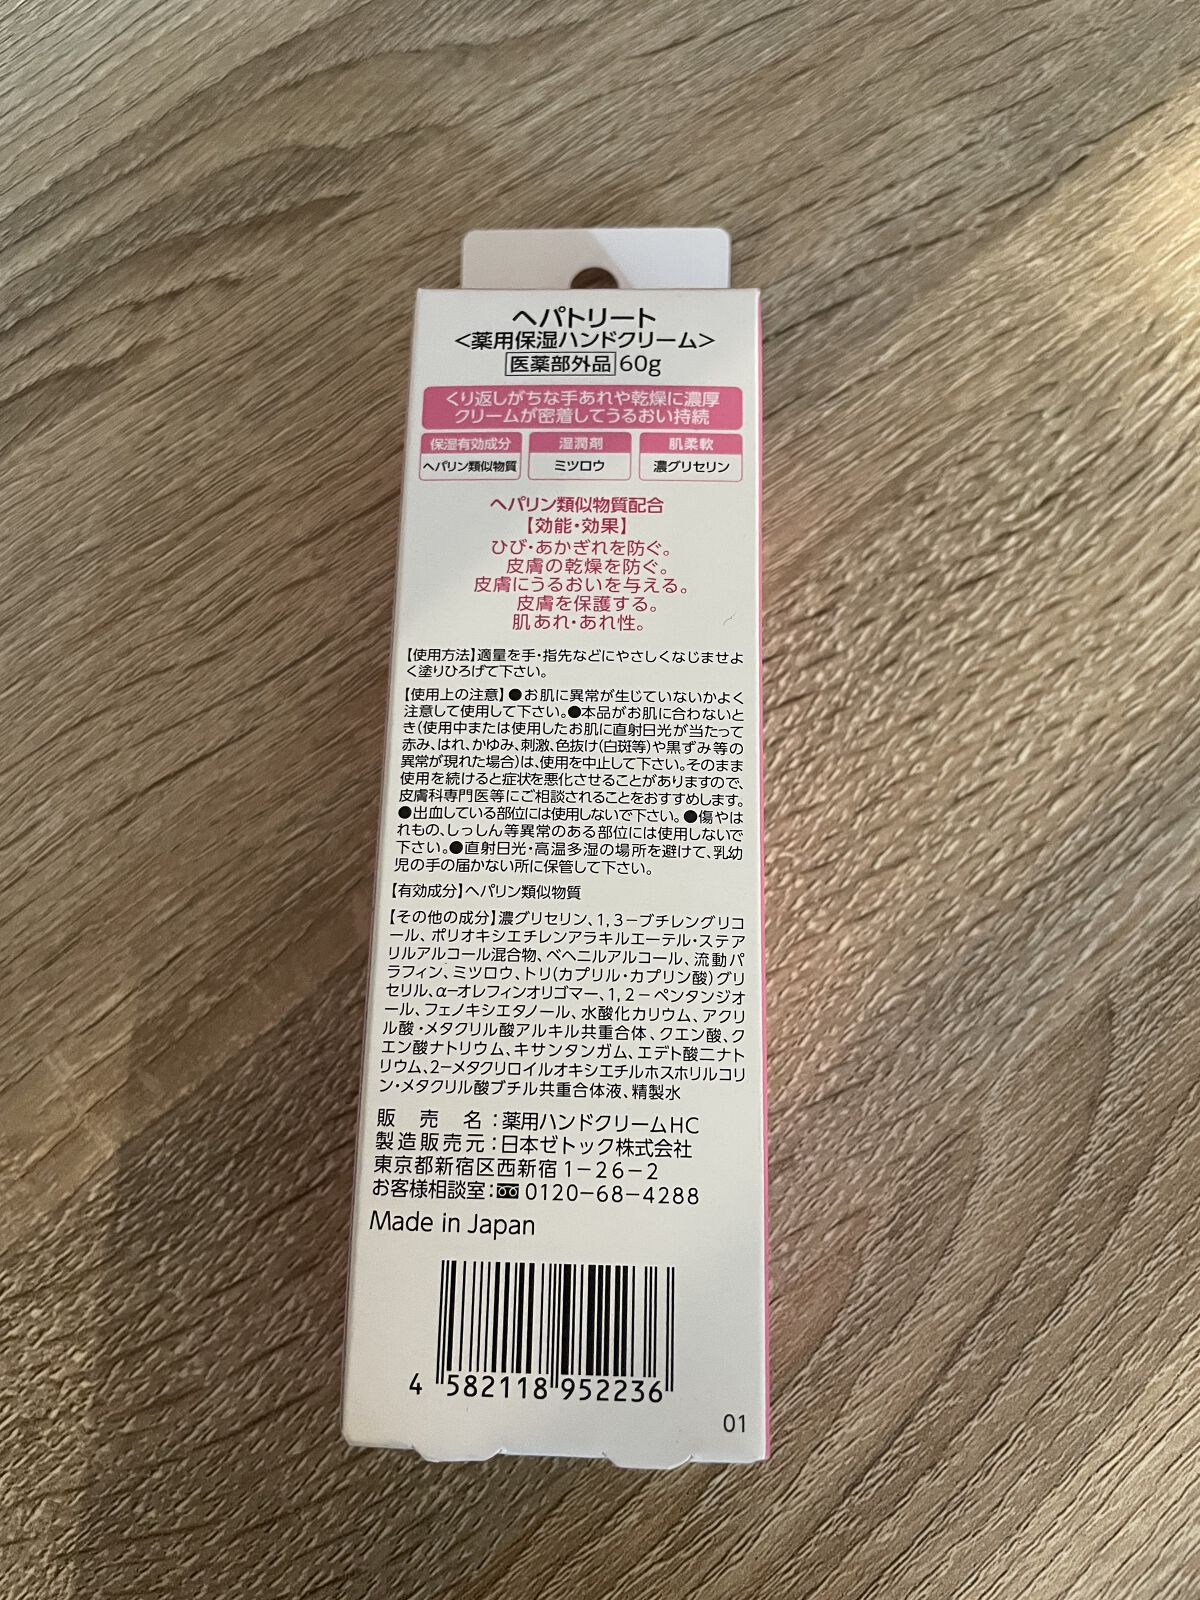 ヘパトリート
<薬用保湿ハンドクリーム>
医薬部外品 60g
くり返しがちな手あれや乾燥に濃厚
クリームが密着してうるおい持続
保湿有効成分 湿潤剤 肌柔軟
ヘパリン類似物質 ミツロウ 濃グリセリン
ヘパリン類似物質配合
【効能・効果】
ひび・あかぎれを防ぐ。
皮膚の乾燥を防ぐ。
皮膚にうるおいを与える。
皮膚を保護する。
肌あれ・あれ性。
【使用方法】適量を手・指先などにやさしくなじませよ
く塗りひろげて下さい。
【使用上の注意】●お肌に異常が生じていないかよく
注意して使用して下さい。●本品がお肌に合わないと
き(使用中または使用したお肌に直射日光が当たって
赤み、はれ、かゆみ、刺激、色抜け(白斑等)や黒ずみ等の
異常が現れた場合)は、使用を中止して下さい。そのまま
使用を続けると症状を悪化させることがありますので、
皮膚科専門医等にご相談されることをおすすめします。
●出血している部位には使用しないで下さい。●傷やは
れもの、しっしん等異常のある部位には使用しないで
下さい。●直射日光・高温多湿の場所を避けて、乳幼
児の手の届かない所に保管して下さい。
【有効成分】ヘパリン類似物質
【その他の成分】濃グリセリン、1,3－ブチレングリコ
ール、ポリオキシエチレンアラキルエーテル・ステア
リルアルコール混合物、ベヘニルアルコール、流動パ
ラフィン、ミツロウ、トリ(カプリル・カプリン酸)グリ
セリル、α－オレフィンオリゴマー、1,2－ペンタンジオ
ール、フェノキシエタノール、水酸化カリウム、アクリ
ル酸・メタクリル酸アルキル共重合体、クエン酸、ク
エン酸ナトリウム、キサンタンガム、エデト酸二ナト
リウム、2－メタクリロイルオキシエチルホスホリルコリ
ン・メタクリル酸ブチル共重合体液、精製水
販売名:薬用ハンドクリームHC
製造販売元:日本ゼトック株式会社
東京都新宿区西新宿1－26－2
お客様相談室:0120－68－4288
Made in Japan
4 582118 952236
01